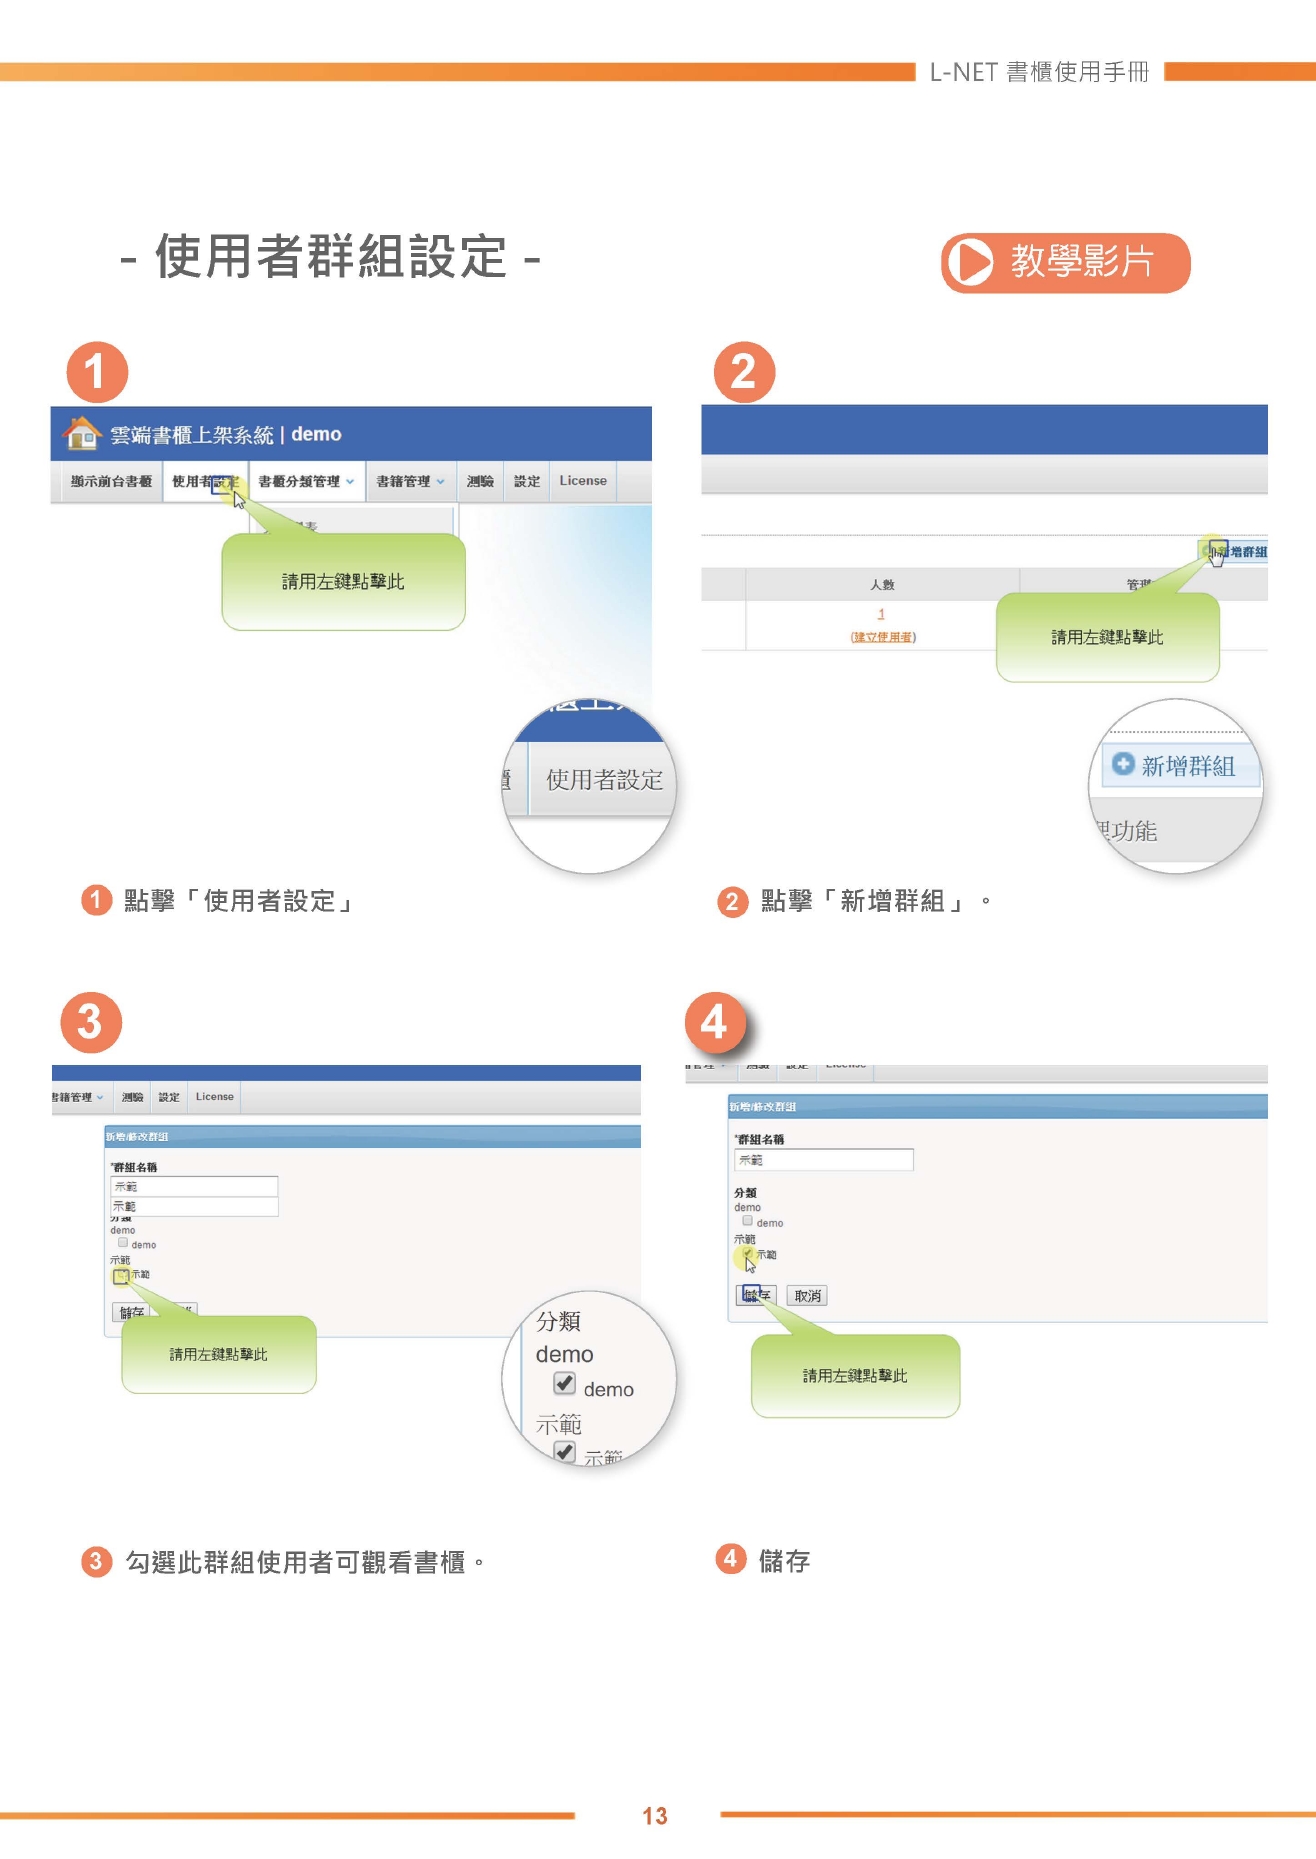 L-NET 書櫃使用手冊
- 使用者群組設定 -
教學影片
1
雲端書櫃上架系統 | demo
顯示前台書櫃 使用者設定 書櫃分類管理 書籍管理 測驗 設定 License
表
請用左鍵點擊此
使用者設定
1 點擊「使用者設定」
2
新增群組
人數
1
(建立使用者)
請用左鍵點擊此
新增群組
理功能
2 點擊「新增群組」。
3
書籍管理 測驗 設定 License
新增/修改群組
*群組名稱
示範
示範
分類
demo
demo
示範
示範
儲存
請用左鍵點擊此
分類
demo
demo
示範
示範
3 勾選此群組使用者可觀看書櫃。
4
測驗 設定 License
新增/修改群組
*群組名稱
示範
分類
demo
demo
示範
示範
儲存 取消
請用左鍵點擊此
4 儲存
13